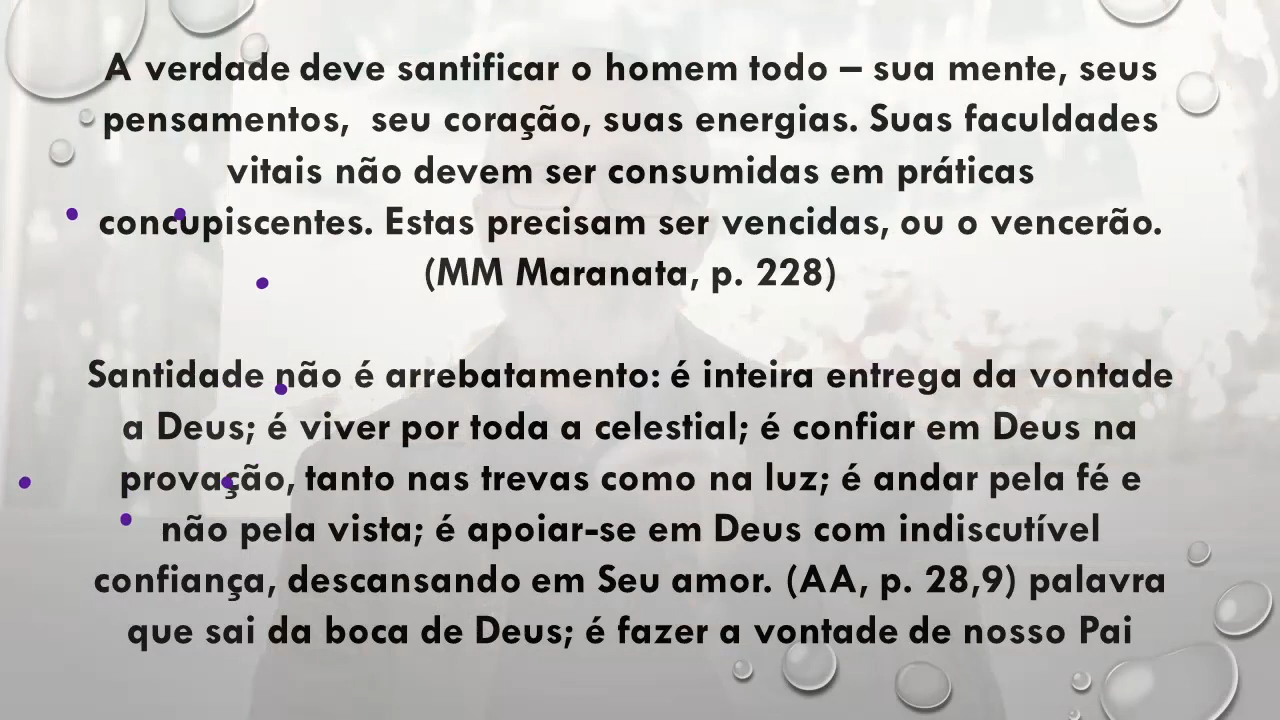 A verdade deve santificar o homem todo – sua mente, seus
pensamentos, seu coração, suas energias. Suas faculdades
vitais não devem ser consumidas em práticas
concupiscentes. Estas precisam ser vencidas, ou o vencerão.
(MM Maranata, p. 228)
Santidade não é arrebatamento: é inteira entrega da vontade
a Deus; é viver por toda a celestial; é confiar em Deus na
provação, tanto nas trevas como na luz; é andar pela fé e
não pela vista; é apoiar-se em Deus com indiscutível
confiança, descansando em Seu amor. (AA, p. 28,9) palavra
que sai da boca de Deus; é fazer a vontade de nosso Pai